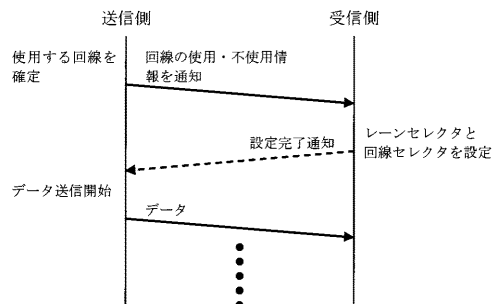 送信側
受信側
使用する回線を
確定
回線の使用・不使用情
報を通知
設定完了通知
レーンセレクタと
回線セレクタを設定
データ送信開始
データ